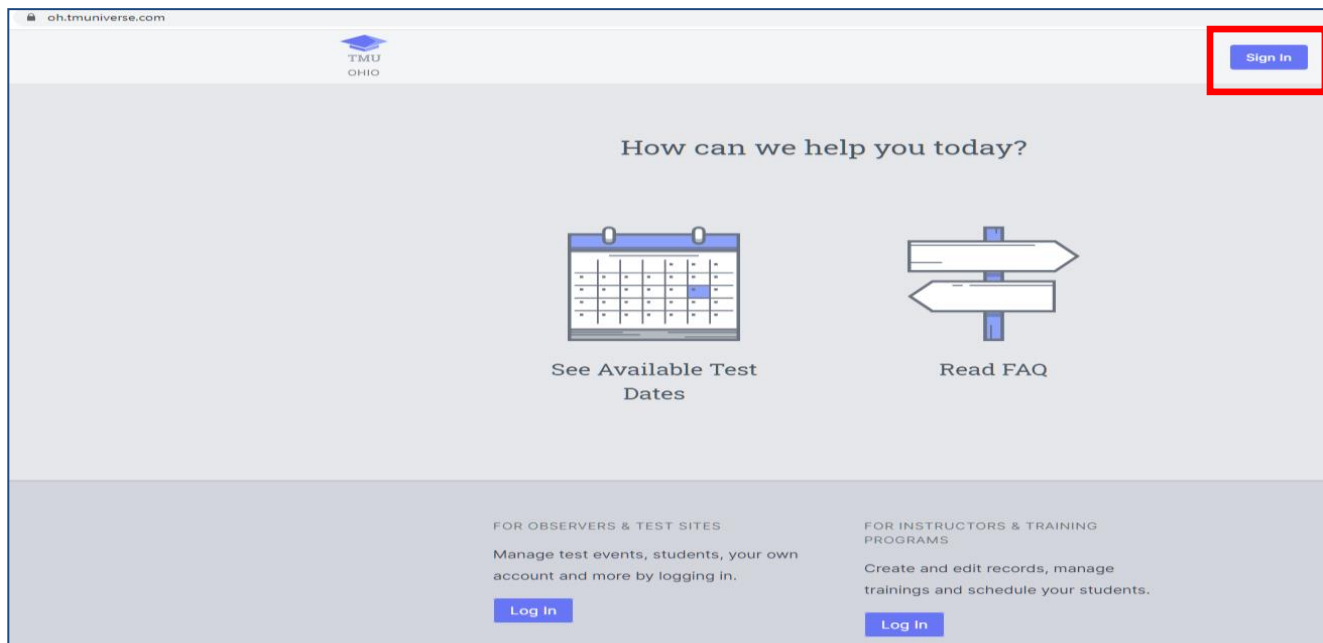 oh.tmuniverse.com
TMU
OHIO
Sign In
How can we help you today?
See Available Test
Dates
Read FAQ
FOR OBSERVERS & TEST SITES
Manage test events, students, your own
account and more by logging in.
Log In
FOR INSTRUCTORS & TRAINING
PROGRAMS
Create and edit records, manage
trainings and schedule your students.
Log In